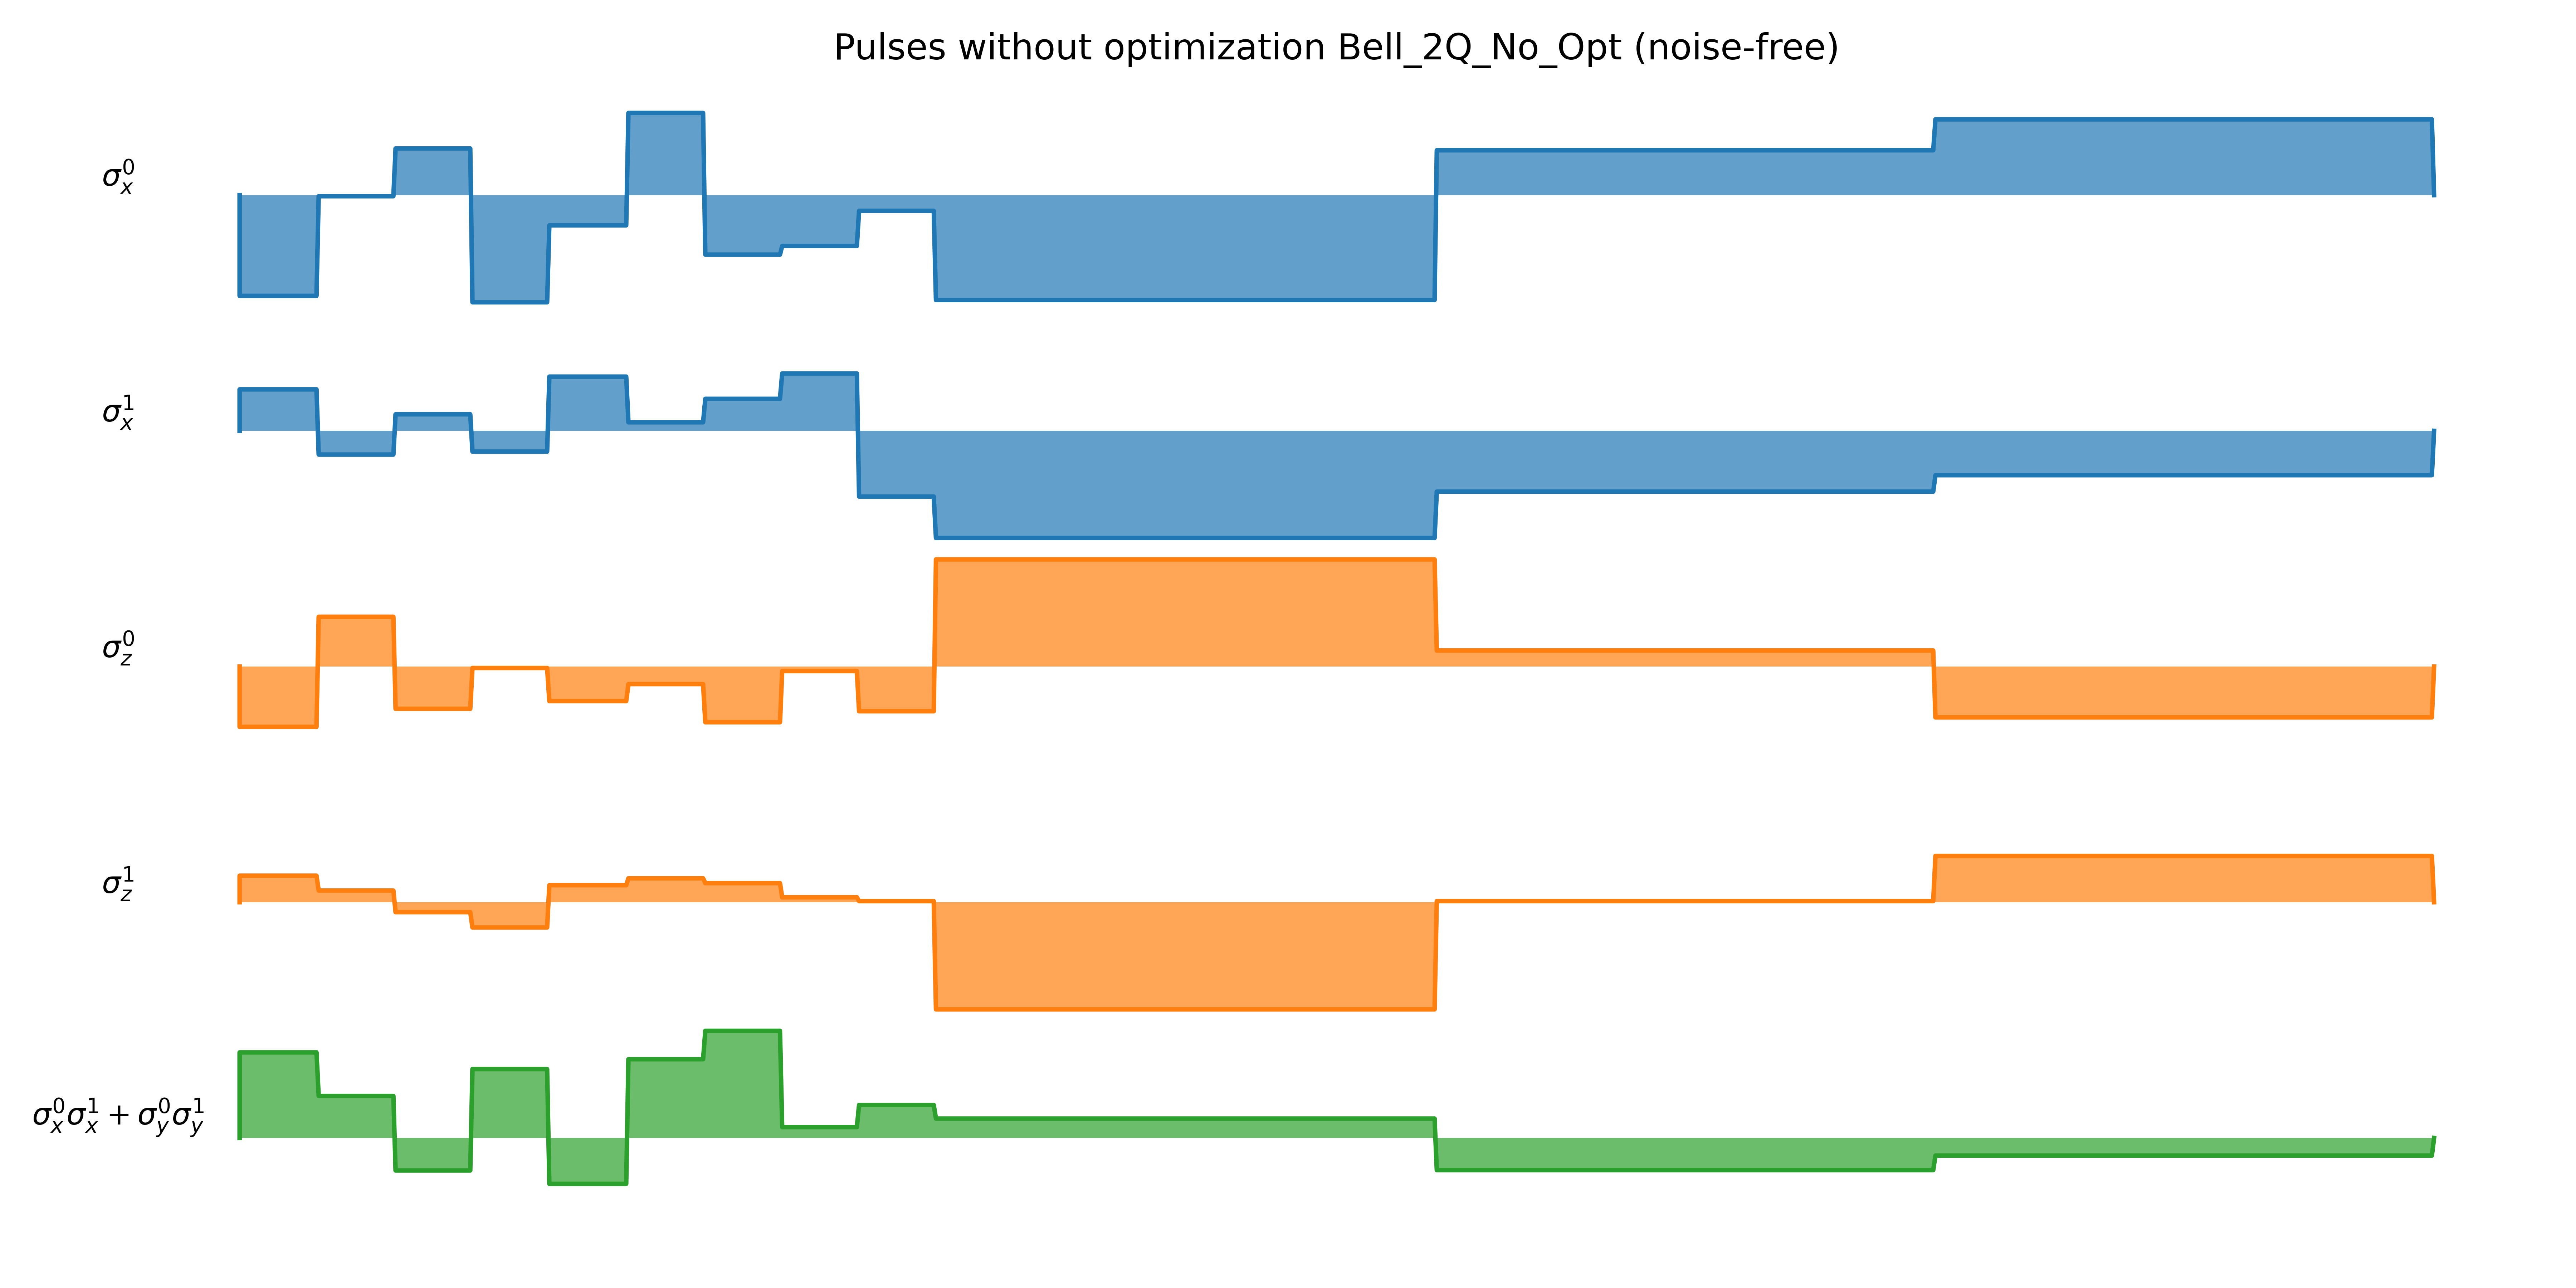 Pulses without optimization Bell_2Q_No_Opt (noise-free)
σ_x^0
σ_x^1
σ_z^0
σ_z^1
σ_x^0σ_x^1 + σ_y^0σ_y^1